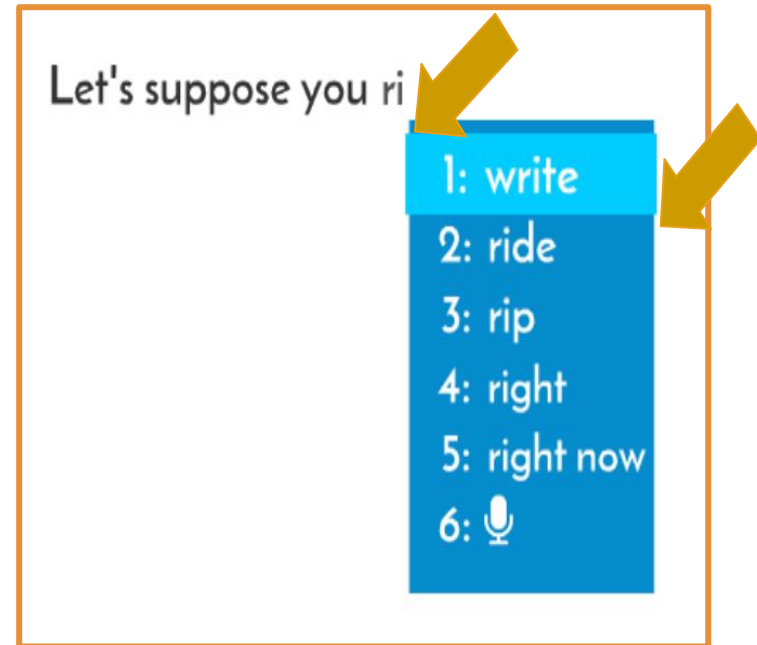 Let's suppose you ri
1: write
2: ride
3: rip
4: right
5: right now
6: